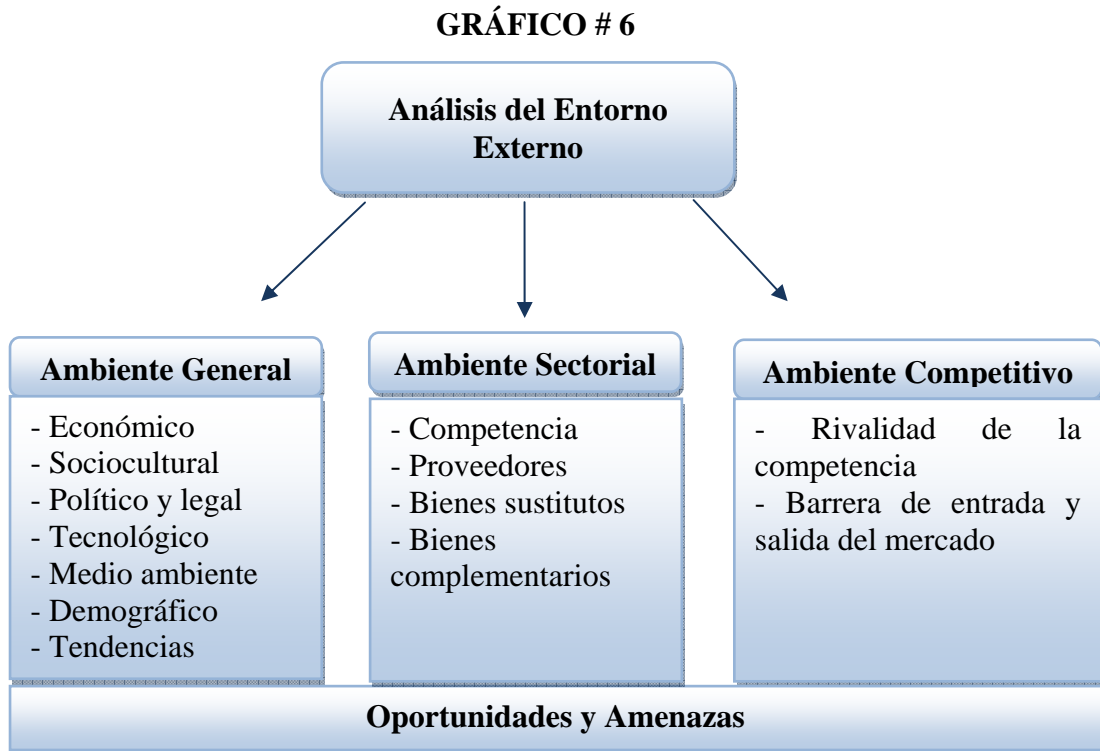 GRÁFICO # 6
Análisis del Entorno
Externo
Ambiente General
- Económico
- Sociocultural
- Político y legal
- Tecnológico
- Medio ambiente
- Demográfico
- Tendencias
Ambiente Sectorial
- Competencia
- Proveedores
- Bienes sustitutos
- Bienes
complementarios
Ambiente Competitivo
- Rivalidad de la
competencia
- Barrera de entrada y
salida del mercado
Oportunidades y Amenazas